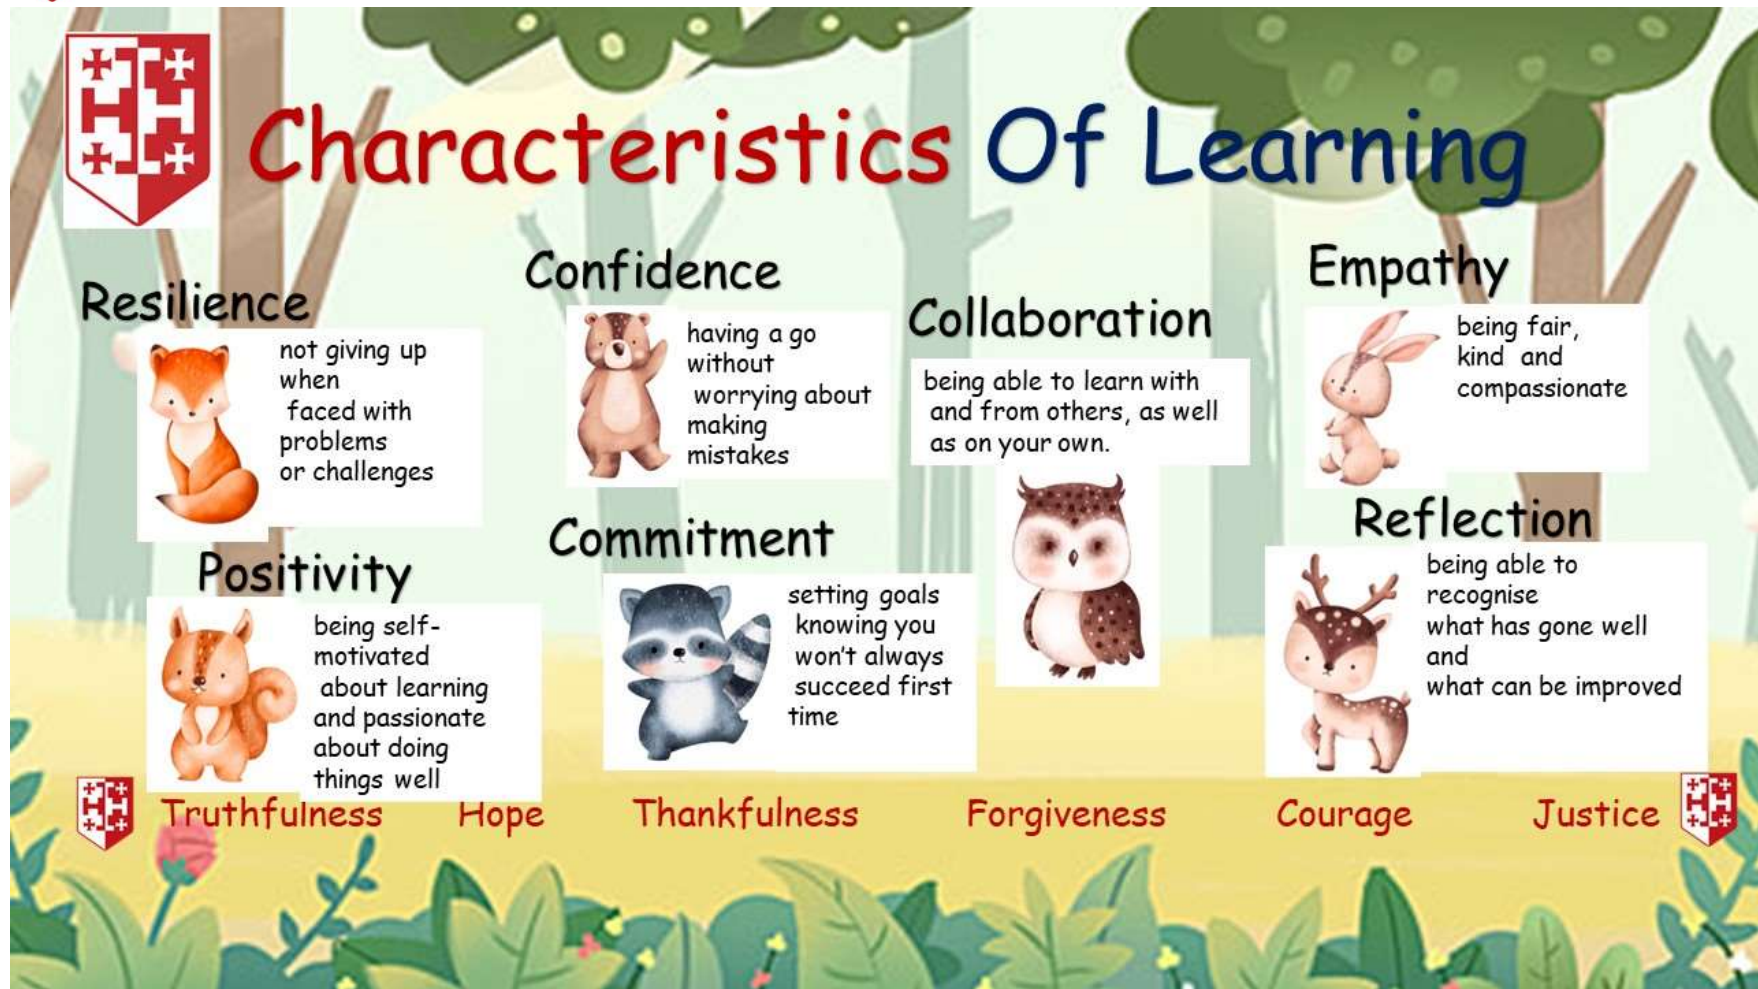 Characteristics Of Learning
Resilience
not giving up
when
faced with
problems
or challenges
Confidence
having a go
without
worrying about
making
mistakes
Collaboration
being able to learn with
and from others, as well
as on your own.
Empathy
being fair,
kind and
compassionate
Positivity
being self-
motivated
about learning
and passionate
about doing
things well
Commitment
setting goals
knowing you
won't always
succeed first
time
Reflection
being able to
recognise
what has gone well
and
what can be improved
Truthfulness Hope Thankfulness Forgiveness Courage Justice